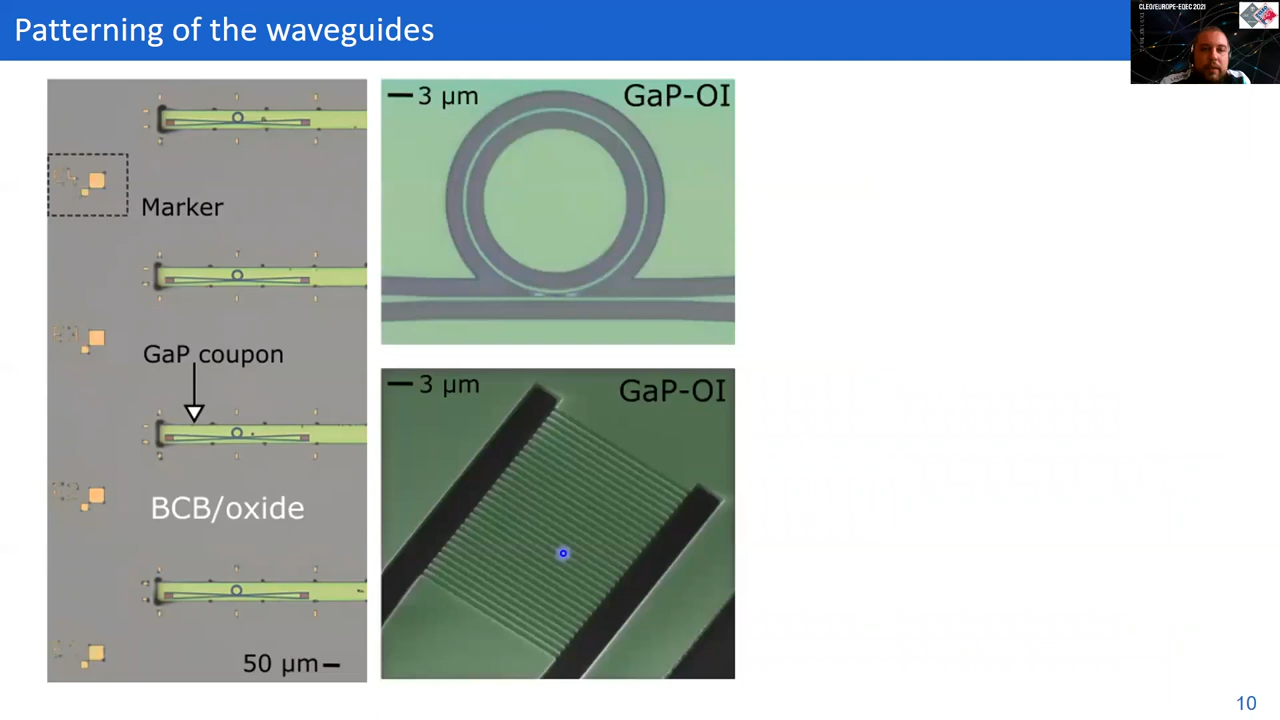 Patterning of the waveguides
CLEO/EUROPE-EQEC 2021
Marker
GaP coupon
BCB/oxide
50 µm
3 µm
GaP-OI
3 µm
GaP-OI
10